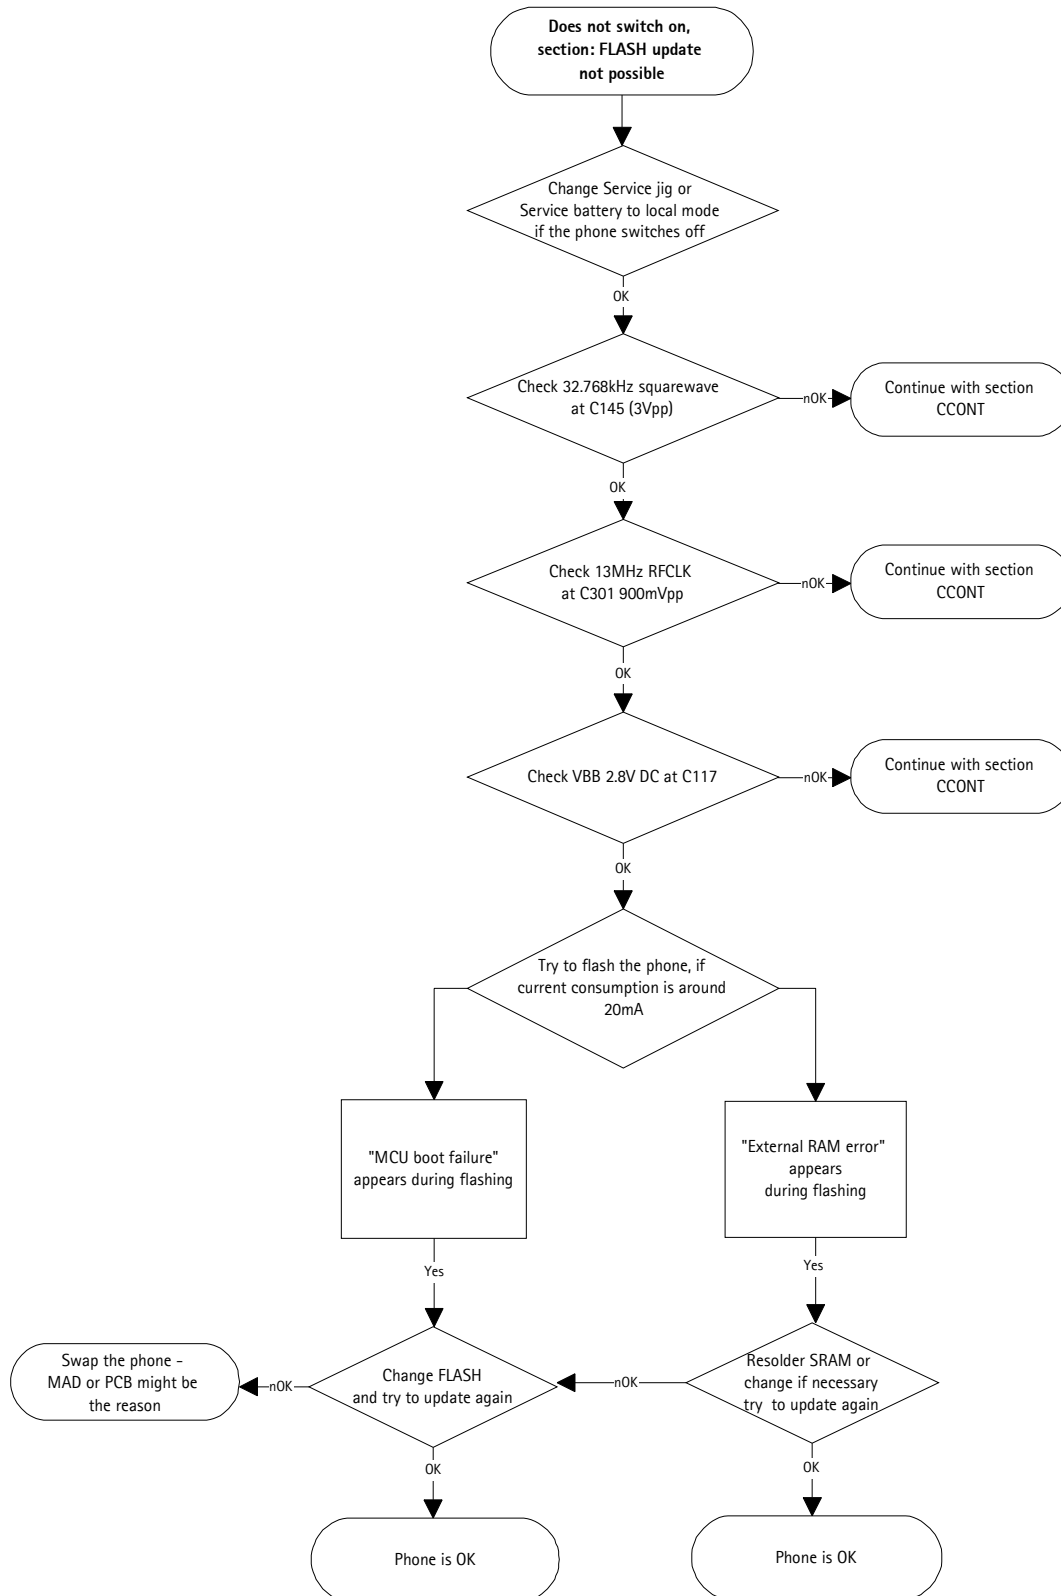 Does not switch on,
section: FLASH update
not possible
Change Service jig or
Service battery to local mode
if the phone switches off
OK
Check 32.768kHz squarewave
at C145 (3Vpp)
nOK
Continue with section
CCONT
OK
Check 13MHz RFCLK
at C301 900mVpp
nOK
Continue with section
CCONT
OK
Check VBB 2.8V DC at C117
nOK
Continue with section
CCONT
OK
Try to flash the phone, if
current consumption is around
20mA
"MCU boot failure"
appears during flashing
"External RAM error"
appears
during flashing
Yes
Yes
Swap the phone -
MAD or PCB might be
the reason
nOK
Change FLASH
and try to update again
nOK
Resolder SRAM or
change if necessary
try to update again
OK
OK
Phone is OK
Phone is OK